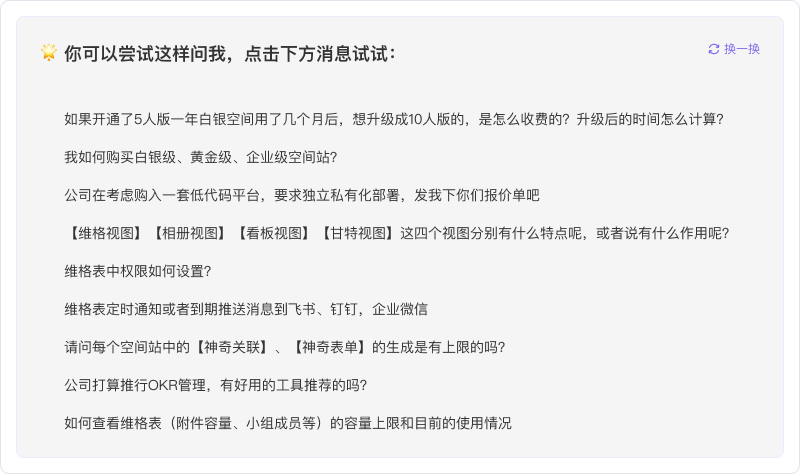 你可以尝试这样问我，点击下方消息试试：
换一换
如果开通了5人版一年白银空间用了几个月后，想升级成10人版的，是怎么收费的？升级后的时间怎么计算？
我如何购买白银级、黄金级、企业级空间站？
公司在考虑购入一套低代码平台，要求独立私有化部署，发我下你们报价单吧
【维格视图】【相册视图】【看板视图】【甘特视图】这四个视图分别有什么特点呢，或者说有什么作用呢？
维格表中权限如何设置？
维格表定时通知或者到期推送消息到飞书、钉钉，企业微信
请问每个空间站中的【神奇关联】、【神奇表单】的生成是有上限的吗？
公司打算推行OKR管理，有好用的工具推荐的吗？
如何查看维格表（附件容量、小组成员等）的容量上限和目前的使用情况